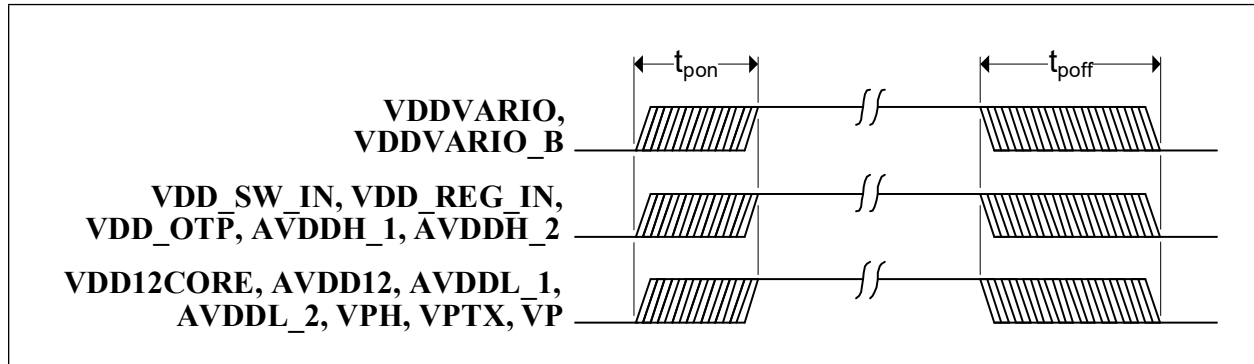 tpon
tpoff
VDDVARIO,
VDDVARIO_B
VDD_SW_IN, VDD_REG_IN,
VDD_OTP, AVDDH_1, AVDDH_2
VDD12CORE, AVDD12, AVDDL_1,
AVDDL_2, VPH, VPTX, VP